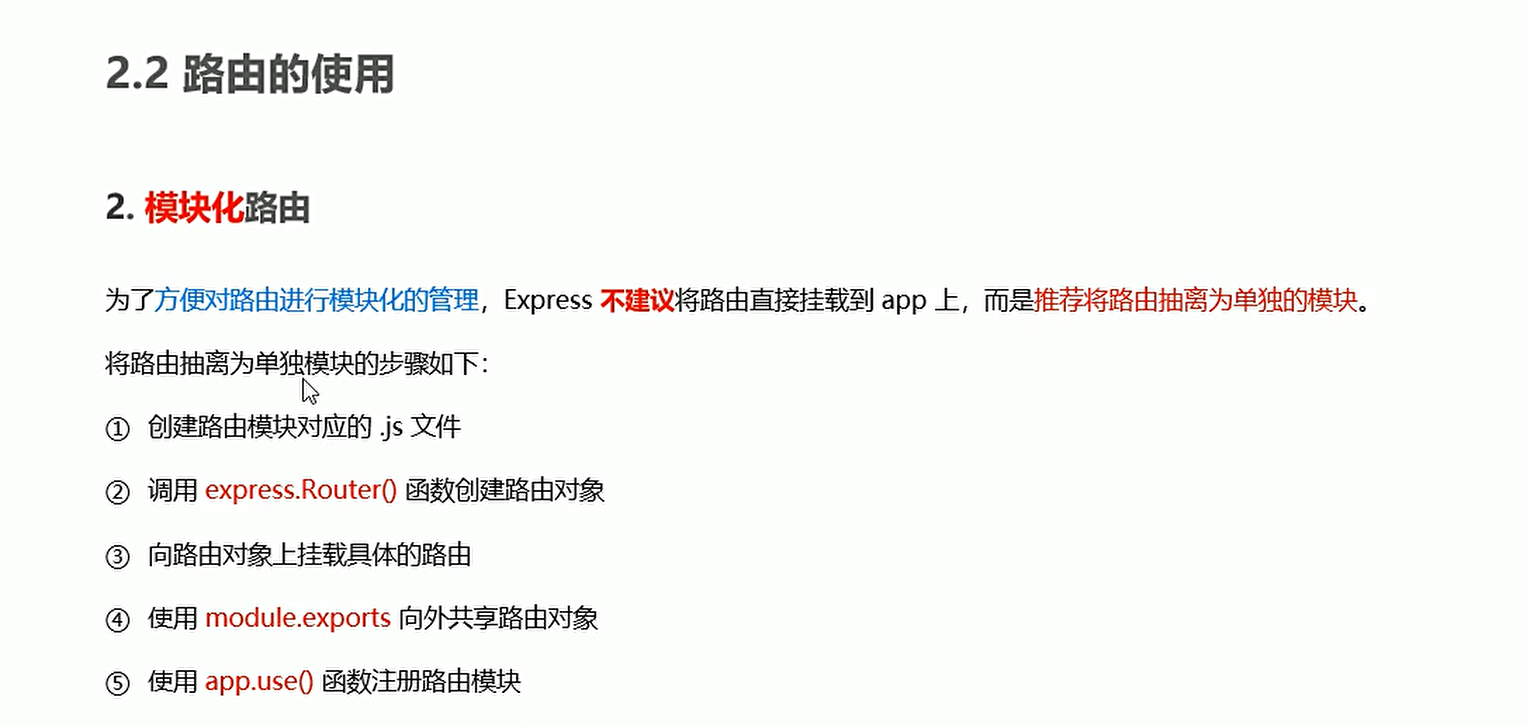 2.2 路由的使用
2. 模块化路由
为了方便对路由进行模块化的管理，Express 不建议将路由直接挂载到 app 上，而是推荐将路由抽离为单独的模块。
将路由抽离为单独模块的步骤如下：
① 创建路由模块对应的 .js 文件
② 调用 express.Router() 函数创建路由对象
③ 向路由对象上挂载具体的路由
④ 使用 module.exports 向外共享路由对象
⑤ 使用 app.use() 函数注册路由模块